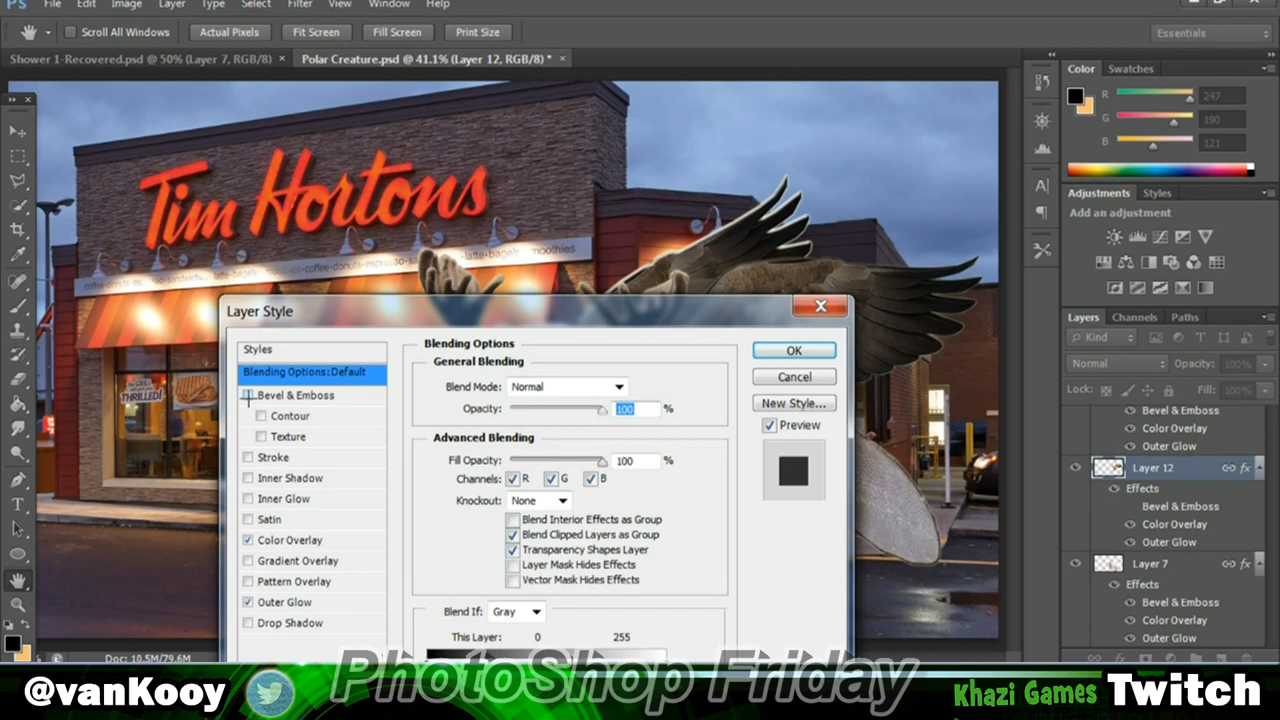 PS File Edit Image Layer Type Select Filter View Window Help
Scroll All Windows Actual Pixels Fit Screen Fill Screen Print Size Essentials
Shower 1-Recovered.psd @ 50% (Layer 7, RGB/8) × Polar Creature.psd @ 41.1% (Layer 12, RGB/8) * ×
Color Swatches
R 247
G 190
B 121
Adjustments Styles
Add an adjustment
Tim Hortons
Layers Channels Paths
Kind
Normal Opacity: 100%
Lock: Fill: 100%
Bevel & Emboss
Color Overlay
Outer Glow
Layer 12 fx
Effects
Bevel & Emboss
Color Overlay
Outer Glow
Layer 7 fx
Effects
Bevel & Emboss
Color Overlay
Outer Glow
Layer Style
Styles
Blending Options:Default
Bevel & Emboss
Contour
Texture
Stroke
Inner Shadow
Inner Glow
Satin
Color Overlay
Gradient Overlay
Pattern Overlay
Outer Glow
Drop Shadow
Blending Options
General Blending
Blend Mode: Normal
Opacity: 100 %
Advanced Blending
Fill Opacity: 100 %
Channels: R G B
Knockout: None
Blend Interior Effects as Group
Blend Clipped Layers as Group
Transparency Shapes Layer
Layer Mask Hides Effects
Vector Mask Hides Effects
Blend If: Gray
This Layer: 0 255
OK
Cancel
New Style...
Preview
THRILLED!
Doc: 10.5M/79.6M
PhotoShop Friday
@vanKooy
Khazi Games Twitch